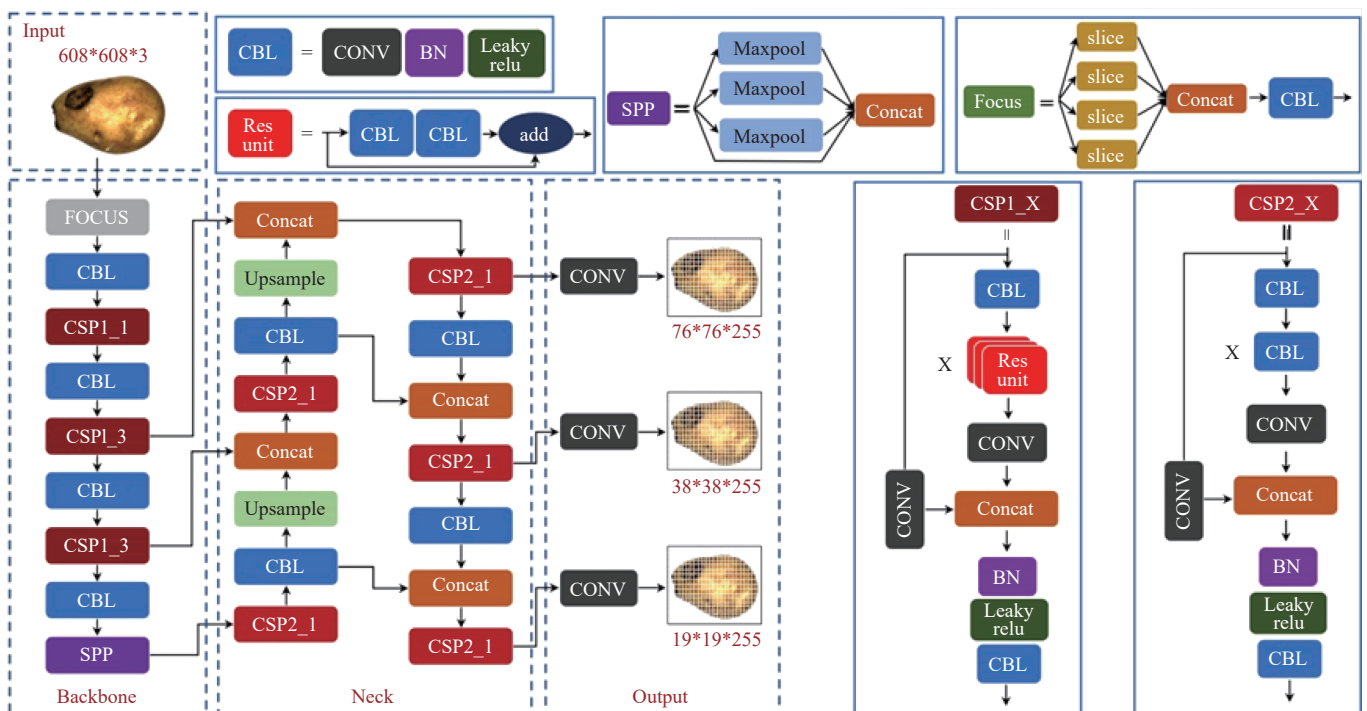 Input
608*608*3
CBL
=
CONV
BN
Leaky
relu
Res
unit
=
CBL
CBL
add
SPP
=
Maxpool
Maxpool
Maxpool
Concat
Focus
=
slice
slice
slice
slice
Concat
CBL
FOCUS
CBL
CSP1_1
CBL
CSPl_3
CBL
CSP1_3
CBL
SPP
Backbone
Concat
Upsample
CBL
CSP2_1
Concat
Upsample
CBL
CSP2_1
CSP2_1
CBL
Concat
CSP2_1
CBL
Concat
CSP2_1
Neck
CONV
76*76*255
CONV
38*38*255
CONV
19*19*255
Output
CSP1_X
=
CBL
X
Res
unit
CONV
CONV
Concat
BN
Leaky
relu
CBL
CSP2_X
=
CBL
X
CBL
CONV
CONV
Concat
BN
Leaky
relu
CBL